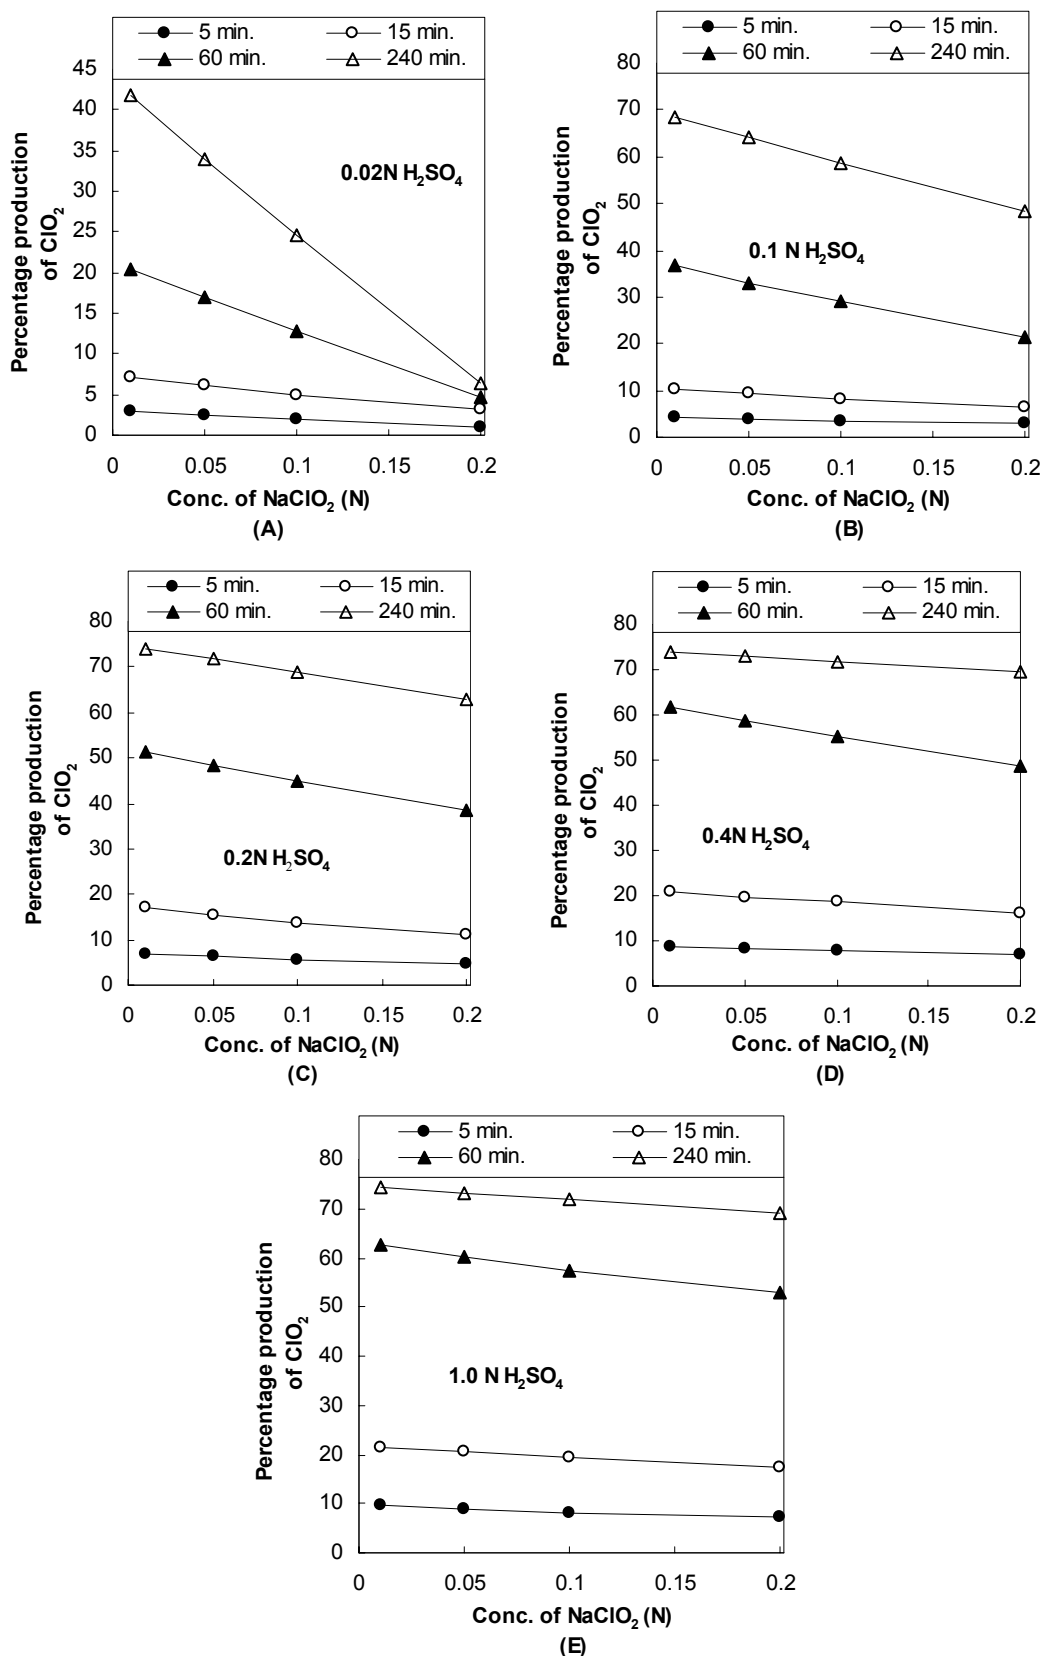 5 min. 15 min.
60 min. 240 min.
45
40
35
30
25
20
15
10
5
0
Percentage production
of ClO₂
0.02N H₂SO₄
0 0.05 0.1 0.15 0.2
Conc. of NaClO₂ (N)
(A)
5 min. 15 min.
60 min. 240 min.
80
70
60
50
40
30
20
10
0
Percentage production
of ClO₂
0.1 N H₂SO₄
0 0.05 0.1 0.15 0.2
Conc. of NaClO₂ (N)
(B)
5 min. 15 min.
60 min. 240 min.
80
70
60
50
40
30
20
10
0
Percentage production
of ClO₂
0.2N H₂SO₄
0 0.05 0.1 0.15 0.2
Conc. of NaClO₂ (N)
(C)
5 min. 15 min.
60 min. 240 min.
80
70
60
50
40
30
20
10
0
Percentage production
of ClO₂
0.4N H₂SO₄
0 0.05 0.1 0.15 0.2
Conc. of NaClO₂ (N)
(D)
5 min. 15 min.
60 min. 240 min.
80
70
60
50
40
30
20
10
0
Percentage production
of ClO₂
1.0 N H₂SO₄
0 0.05 0.1 0.15 0.2
Conc. of NaClO₂ (N)
(E)